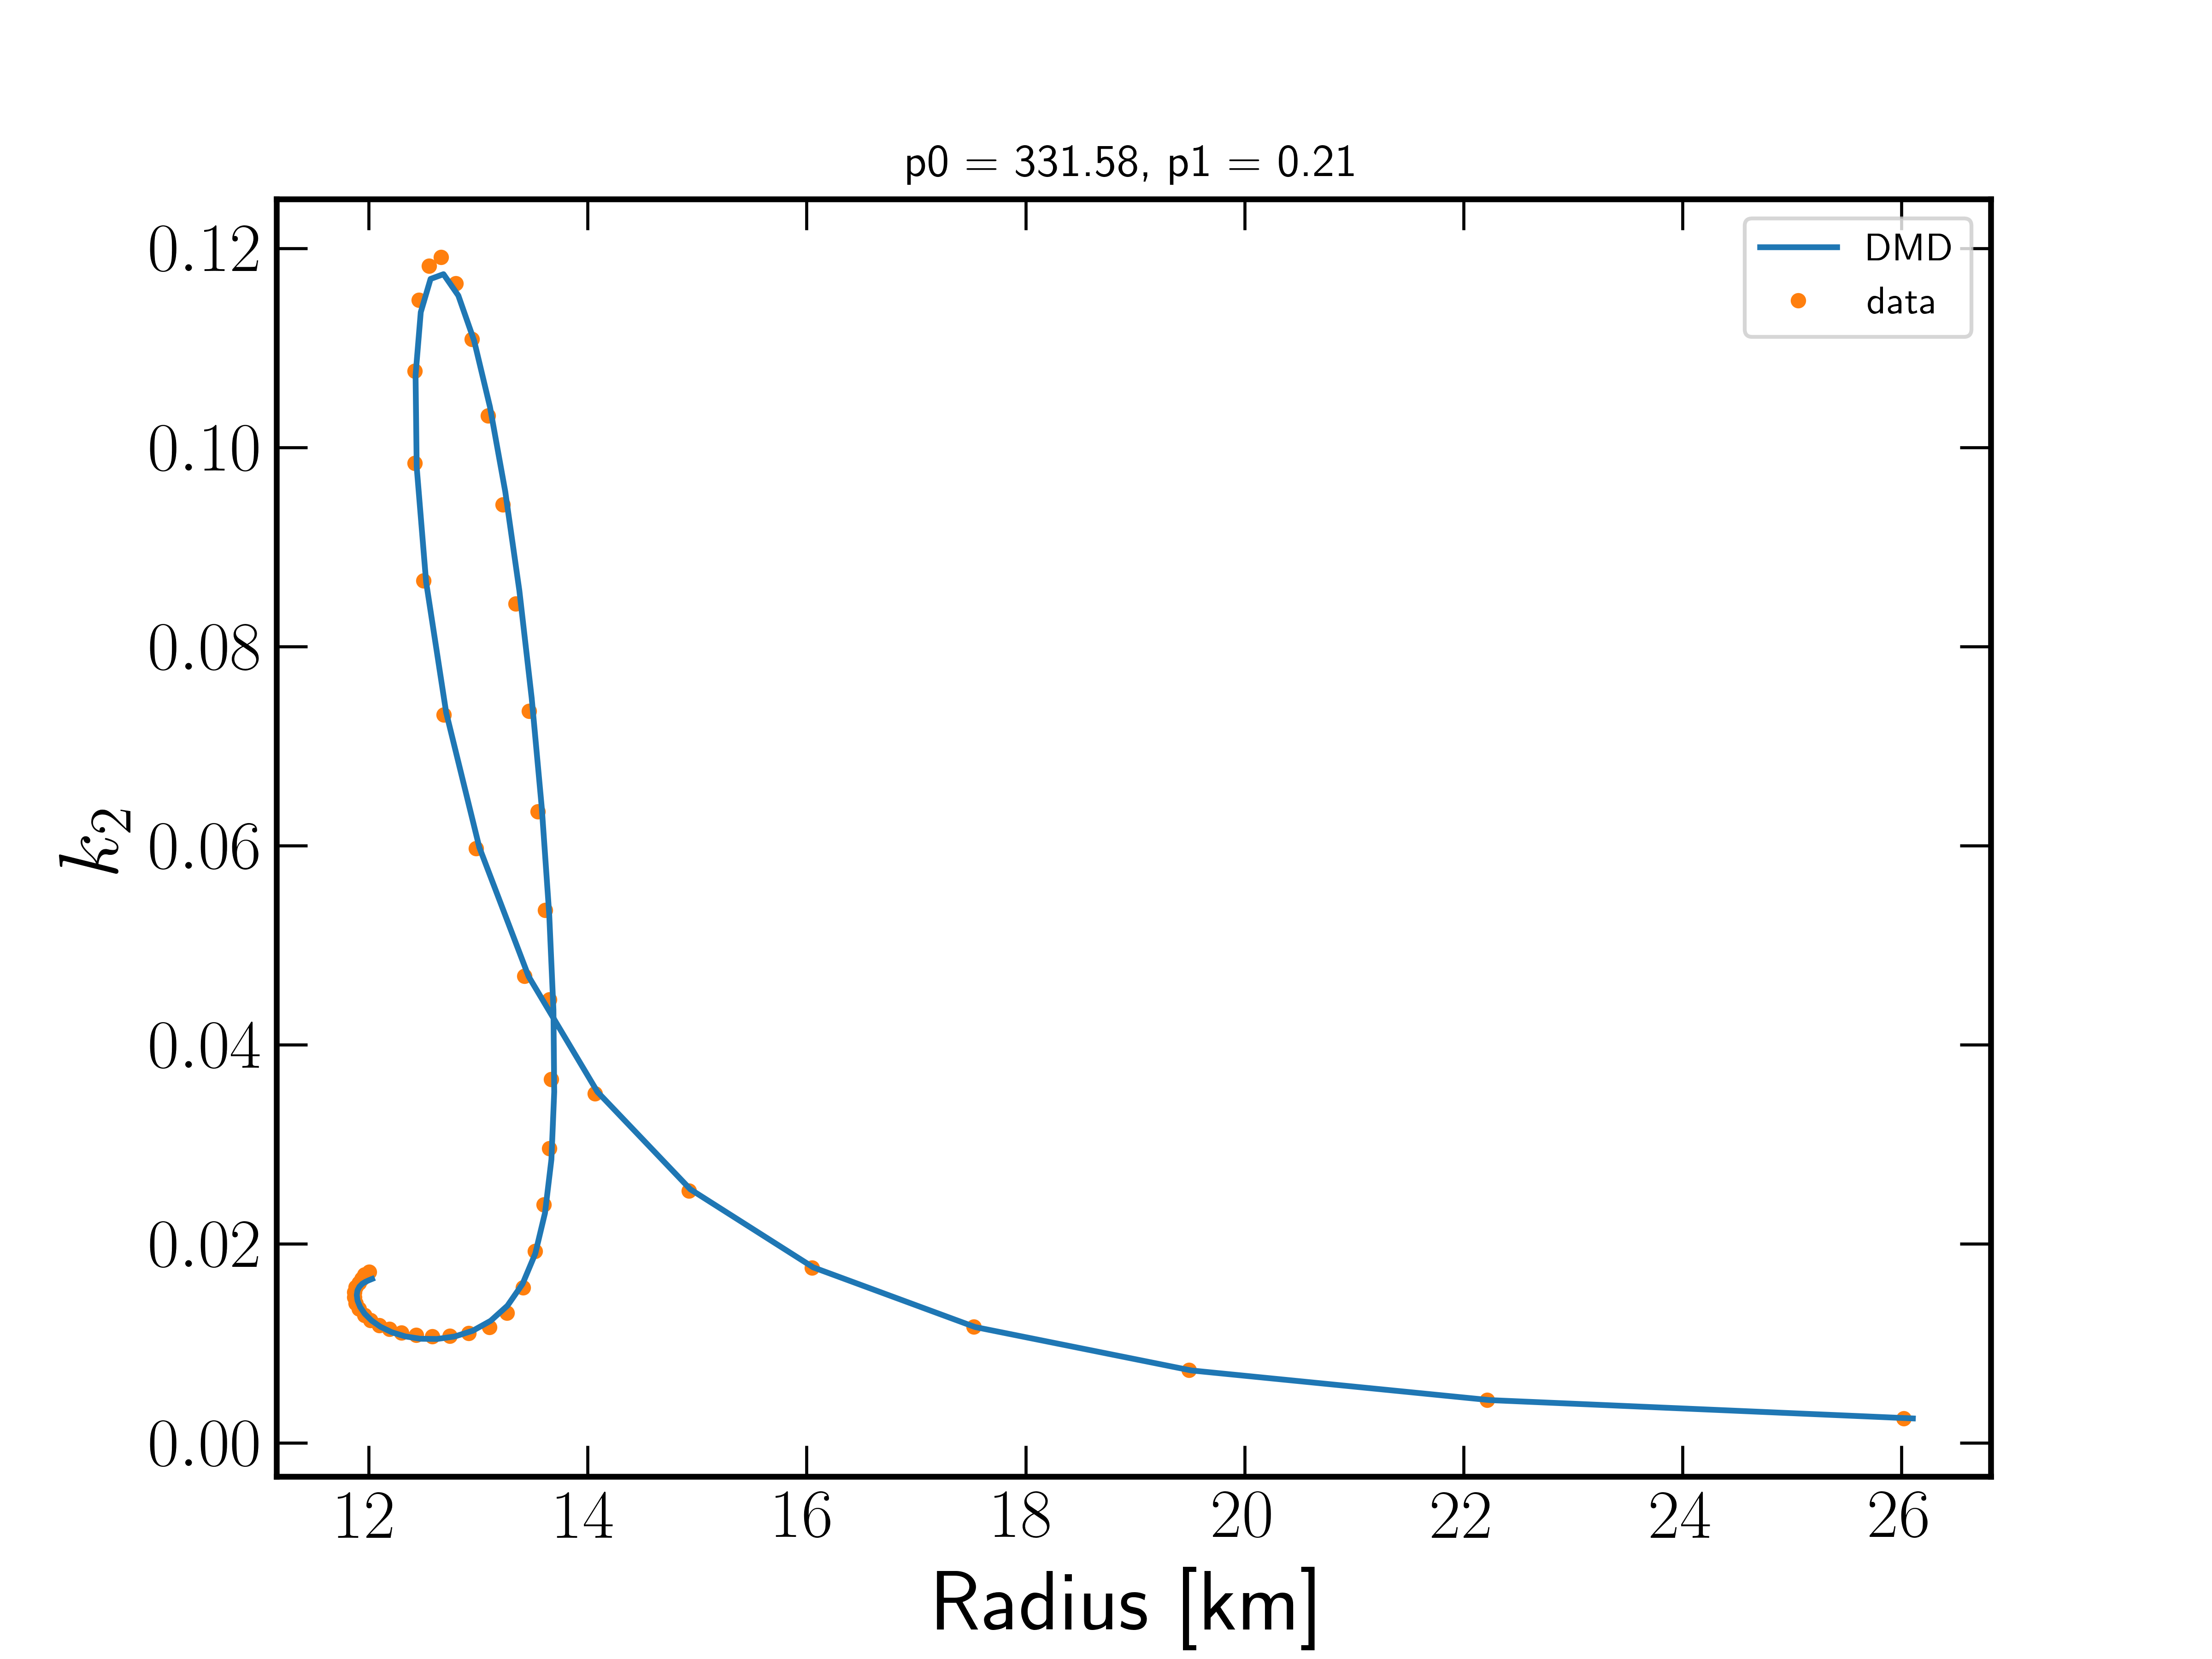 p0 = 331.58, p1 = 0.21
DMD
data
0.12
0.10
0.08
0.06
0.04
0.02
0.00
k2
12 14 16 18 20 22 24 26
Radius [km]